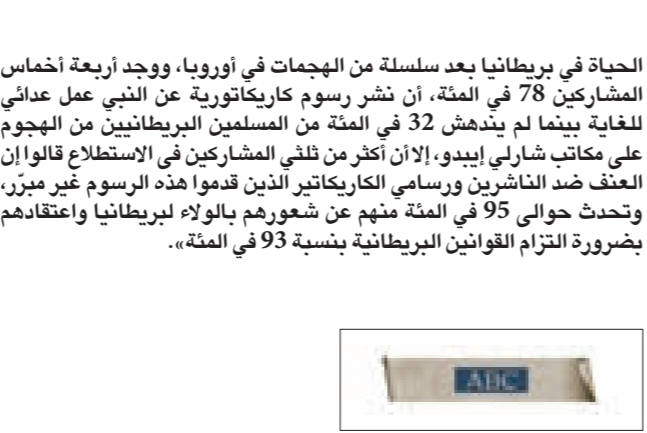 الحياة في بريطانيا بعد سلسلة من الهجمات في أوروبا، ووجد أربعة أخماس
المشاركين 78 في المئة، أن نشر رسوم كاريكاتورية عن النبي عمل عدائي
للغاية بينما لم يندهش 32 في المئة من المسلمين البريطانيين من الهجوم
على مكاتب شارلي إيبدو، إلا أن أكثر من ثلثي المشاركين فى الاستطلاع قالوا إن
العنف ضد الناشرين ورسامي الكاريكاتير الذين قدموا هذه الرسوم غير مبرّر،
وتحدث حوالى 95 في المئة منهم عن شعورهم بالولاء لبريطانيا واعتقادهم
بضرورة التزام القوانين البريطانية بنسبة 93 في المئة».
ABC